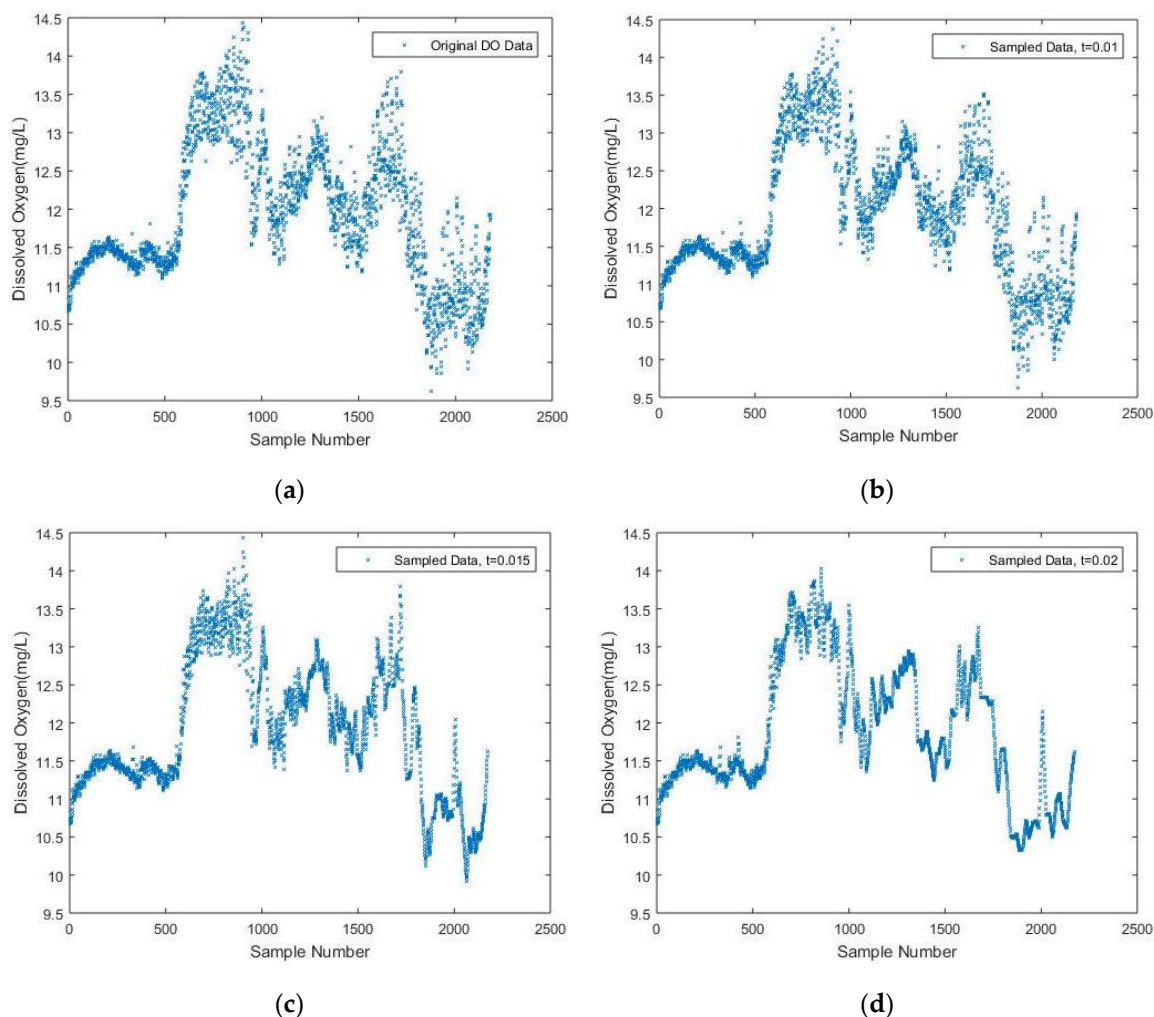 Original DO Data
Dissolved Oxygen(mg/L)
14.5
14
13.5
13
12.5
12
11.5
11
10.5
10
9.5
0 500 1000 1500 2000 2500
Sample Number
(a)
Sampled Data, t=0.01
Dissolved Oxygen(mg/L)
14.5
14
13.5
13
12.5
12
11.5
11
10.5
10
9.5
0 500 1000 1500 2000 2500
Sample Number
(b)
Sampled Data, t=0.015
Dissolved Oxygen(mg/L)
14.5
14
13.5
13
12.5
12
11.5
11
10.5
10
9.5
0 500 1000 1500 2000 2500
Sample Number
(c)
Sampled Data, t=0.02
Dissolved Oxygen(mg/L)
14.5
14
13.5
13
12.5
12
11.5
11
10.5
10
9.5
0 500 1000 1500 2000 2500
Sample Number
(d)